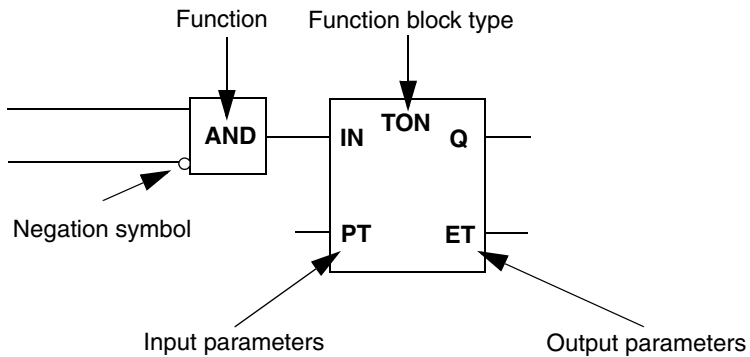 Function
Function block type
AND
TON
IN
Q
Negation symbol
PT
ET
Input parameters
Output parameters